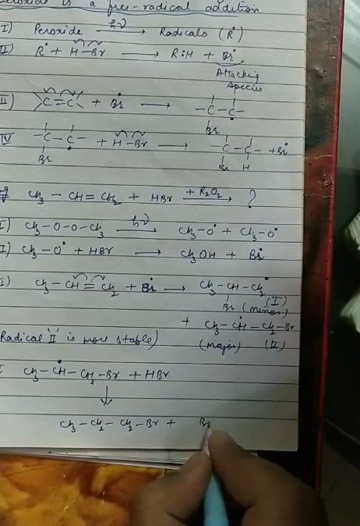 peroxide is a free-radical addition
I) Peroxide hν⟶ Radicals (R•)
II) R• + H–Br ⟶ R:H + Br•
Attacking
Species
III) >C=C< + Br• ⟶ –C–C–
Br
IV –C–C– + H–Br ⟶ –C–C– + Br•
Br Br H
CH3 – CH = CH2 + HBr + R2O2⟶ ?
I) CH3–O–O–CH3 hν⟶ CH3–O• + CH3–O•
I) CH3–O• + HBr ⟶ CH3OH + Br•
I) CH3 – CH = CH2 + Br• ⟶ CH3 – CH – CH2• (I)
Br (minor)
+ CH3 – CH• – CH2–Br
(major) (II)
Radical 'II' is more stable)
I CH3 – CH• – CH2–Br + HBr
↓
CH3 – CH2 – CH3 – Br + Br